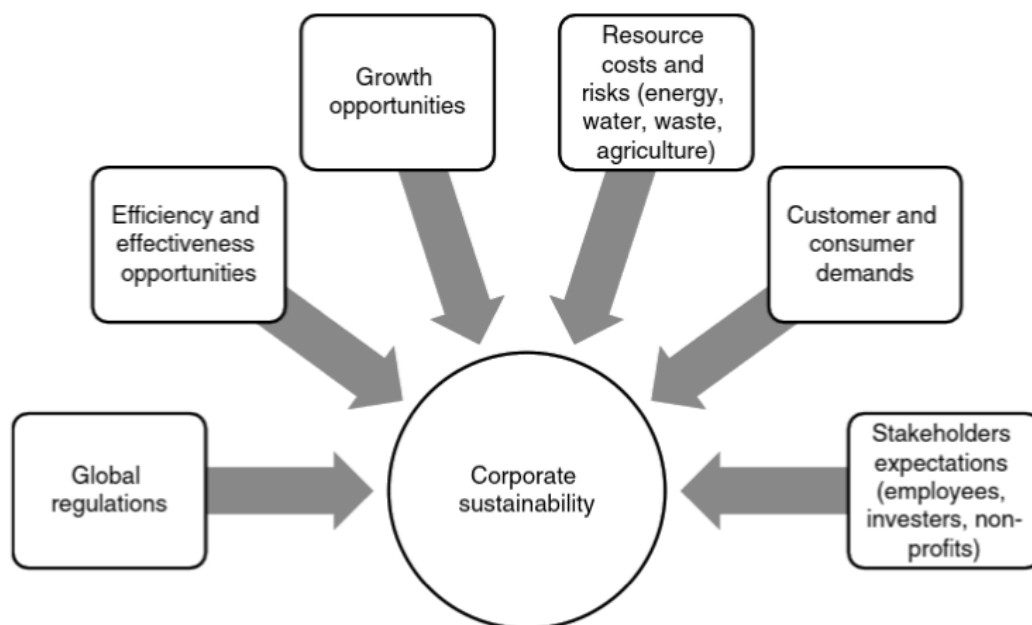 Growth
opportunities
Resource
costs and
risks (energy,
water, waste,
agriculture)
Efficiency and
effectiveness
opportunities
Customer and
consumer
demands
Global
regulations
Corporate
sustainability
Stakeholders
expectations
(employees,
investers, non-
profits)